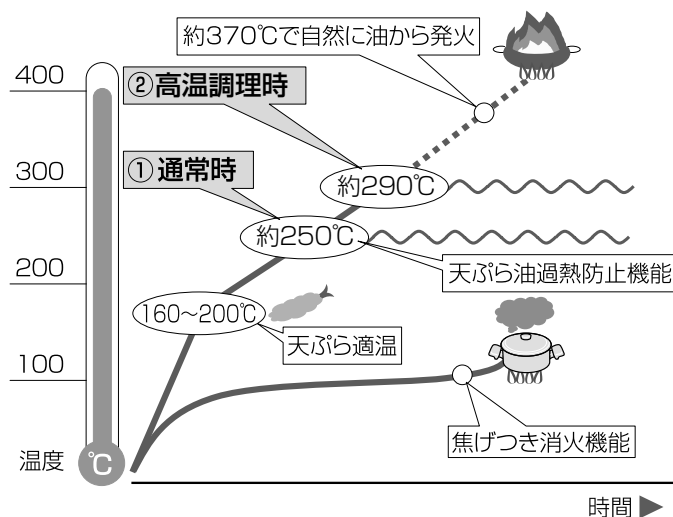 約370℃で自然に油から発火
400
②高温調理時
300
①通常時
約290℃
約250℃
200
天ぷら油過熱防止機能
160〜200℃
天ぷら適温
100
焦げつき消火機能
温度
℃
時間 ▶